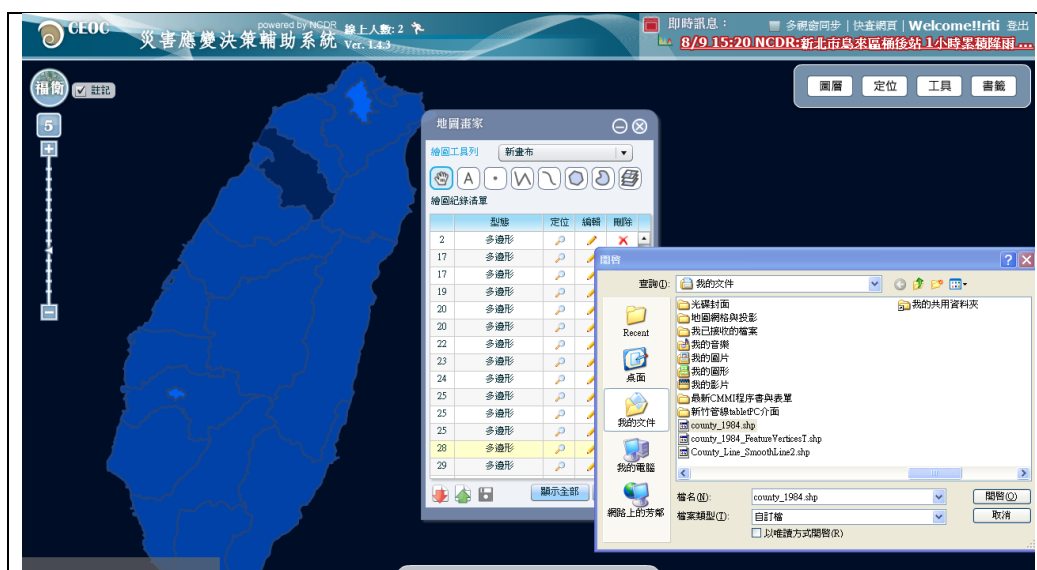 CEOC
災害應變決策輔助系統
powered by NCDR
Ver. 1.4.3
線上人數: 2
即時訊息：
多視窗同步 | 快查網頁 | Welcome!!riti 登出
8/9 15:20 NCDR:新北市烏來區桶後站 1小時累積降雨 ...
福衛
註記
圖層 定位 工具 書籤
5
地圖畫家
繪圖工具列 新畫布
A
繪圖紀錄清單
型態 定位 編輯 刪除
2 多邊形
17 多邊形
17 多邊形
19 多邊形
20 多邊形
20 多邊形
22 多邊形
23 多邊形
24 多邊形
25 多邊形
25 多邊形
25 多邊形
28 多邊形
29 多邊形
顯示全部
開啓
查詢(I): 我的文件
Recent
桌面
我的文件
我的電腦
網路上的芳鄰
光碟封面
地圖網格與投影
我已接收的檔案
我的音樂
我的圖片
我的圖形
我的影片
最新CMMI程序書與表單
新竹管線tabletPC介面
county_1984.shp
county_1984_FeatureVerticesT.shp
County_Line_SmoothLine2.shp
我的共用資料夾
檔名(N): county_1984.shp 開啓(O)
檔案類型(T): 自訂檔 取消
以唯讀方式開啓(R)